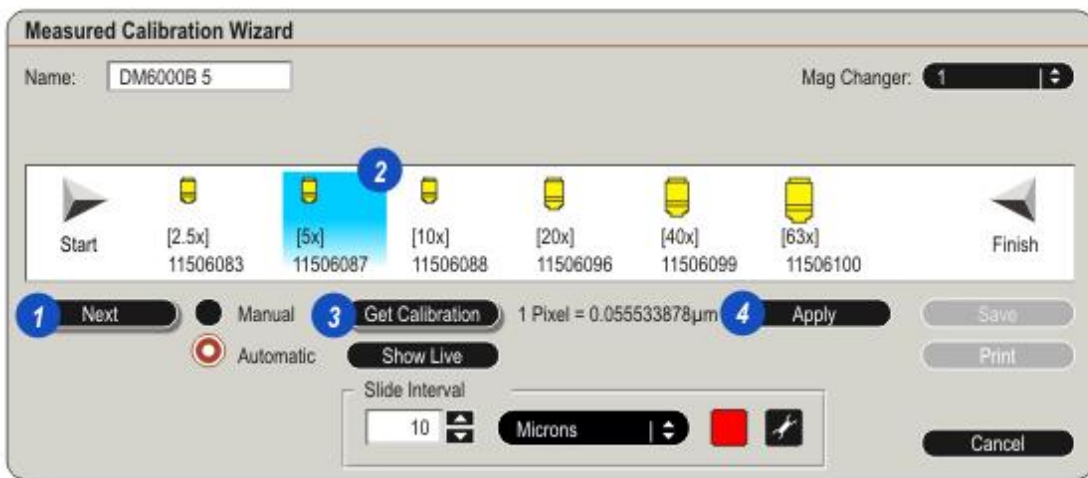 Measured Calibration Wizard
Name: DM6000B 5 Mag Changer: 1
2
Start [2.5x] [5x] [10x] [20x] [40x] [63x] Finish
11506083 11506087 11506088 11506096 11506099 11506100
1 Next Manual 3 Get Calibration 1 Pixel = 0.055533878µm 4 Apply Save
Automatic Show Live Print
Slide Interval
10 Microns
Cancel